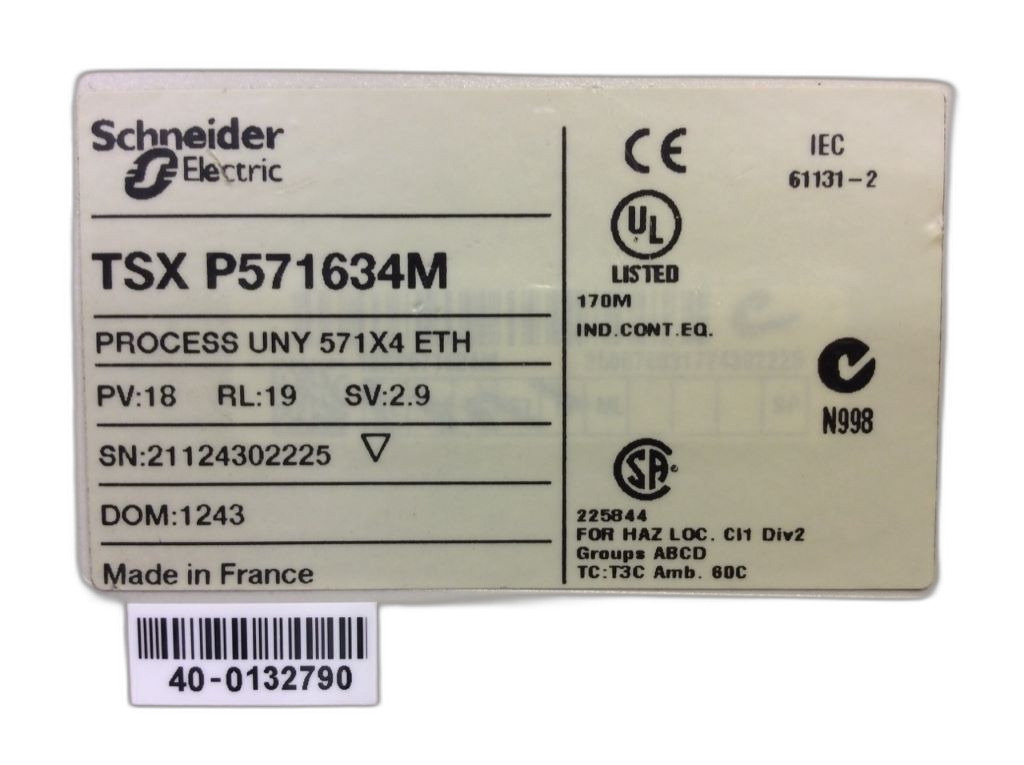 Schneider
Electric
TSX P571634M
PROCESS UNY 571X4 ETH
PV:18 RL:19 SV:2.9
SN:21124302225
DOM:1243
Made in France
CE
IEC
61131-2
UL
LISTED
170M
IND.CONT.EQ.
N998
SA
225844
FOR HAZ LOC. Cl1 Div2
Groups ABCD
TC:T3C Amb. 60C
40-0132790